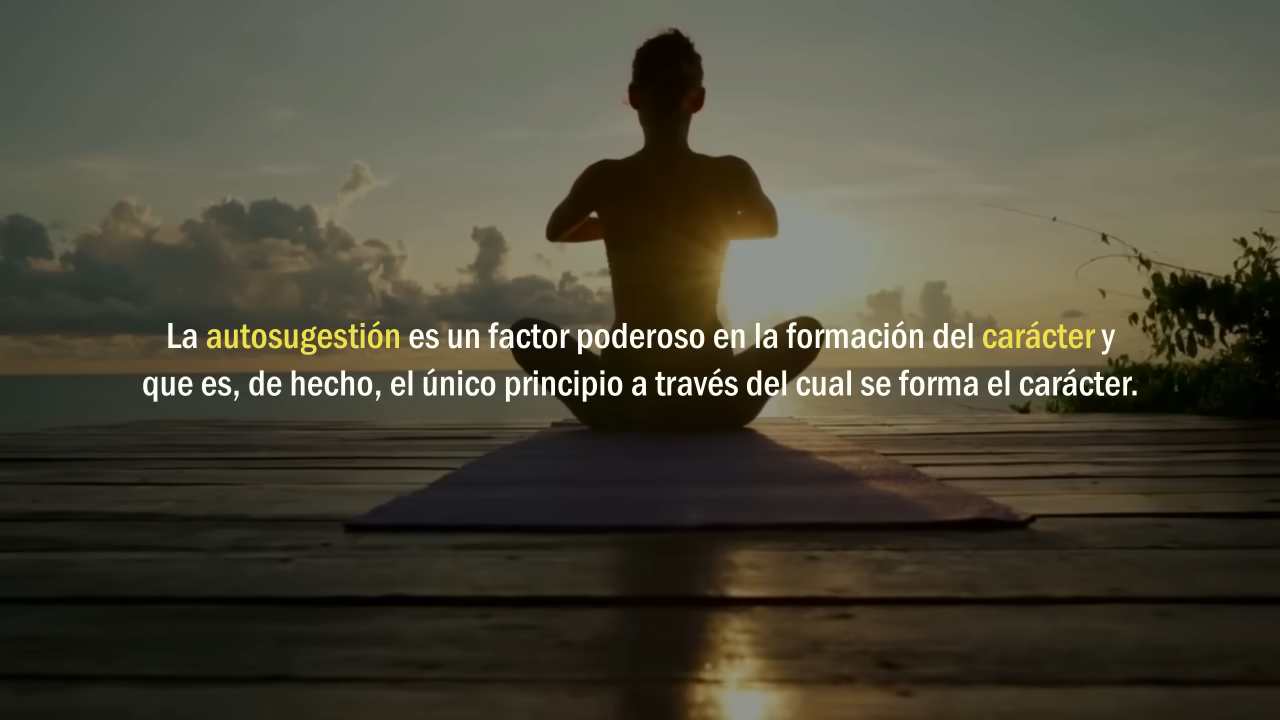 La autosugestión es un factor poderoso en la formación del carácter y
que es, de hecho, el único principio a través del cual se forma el carácter.